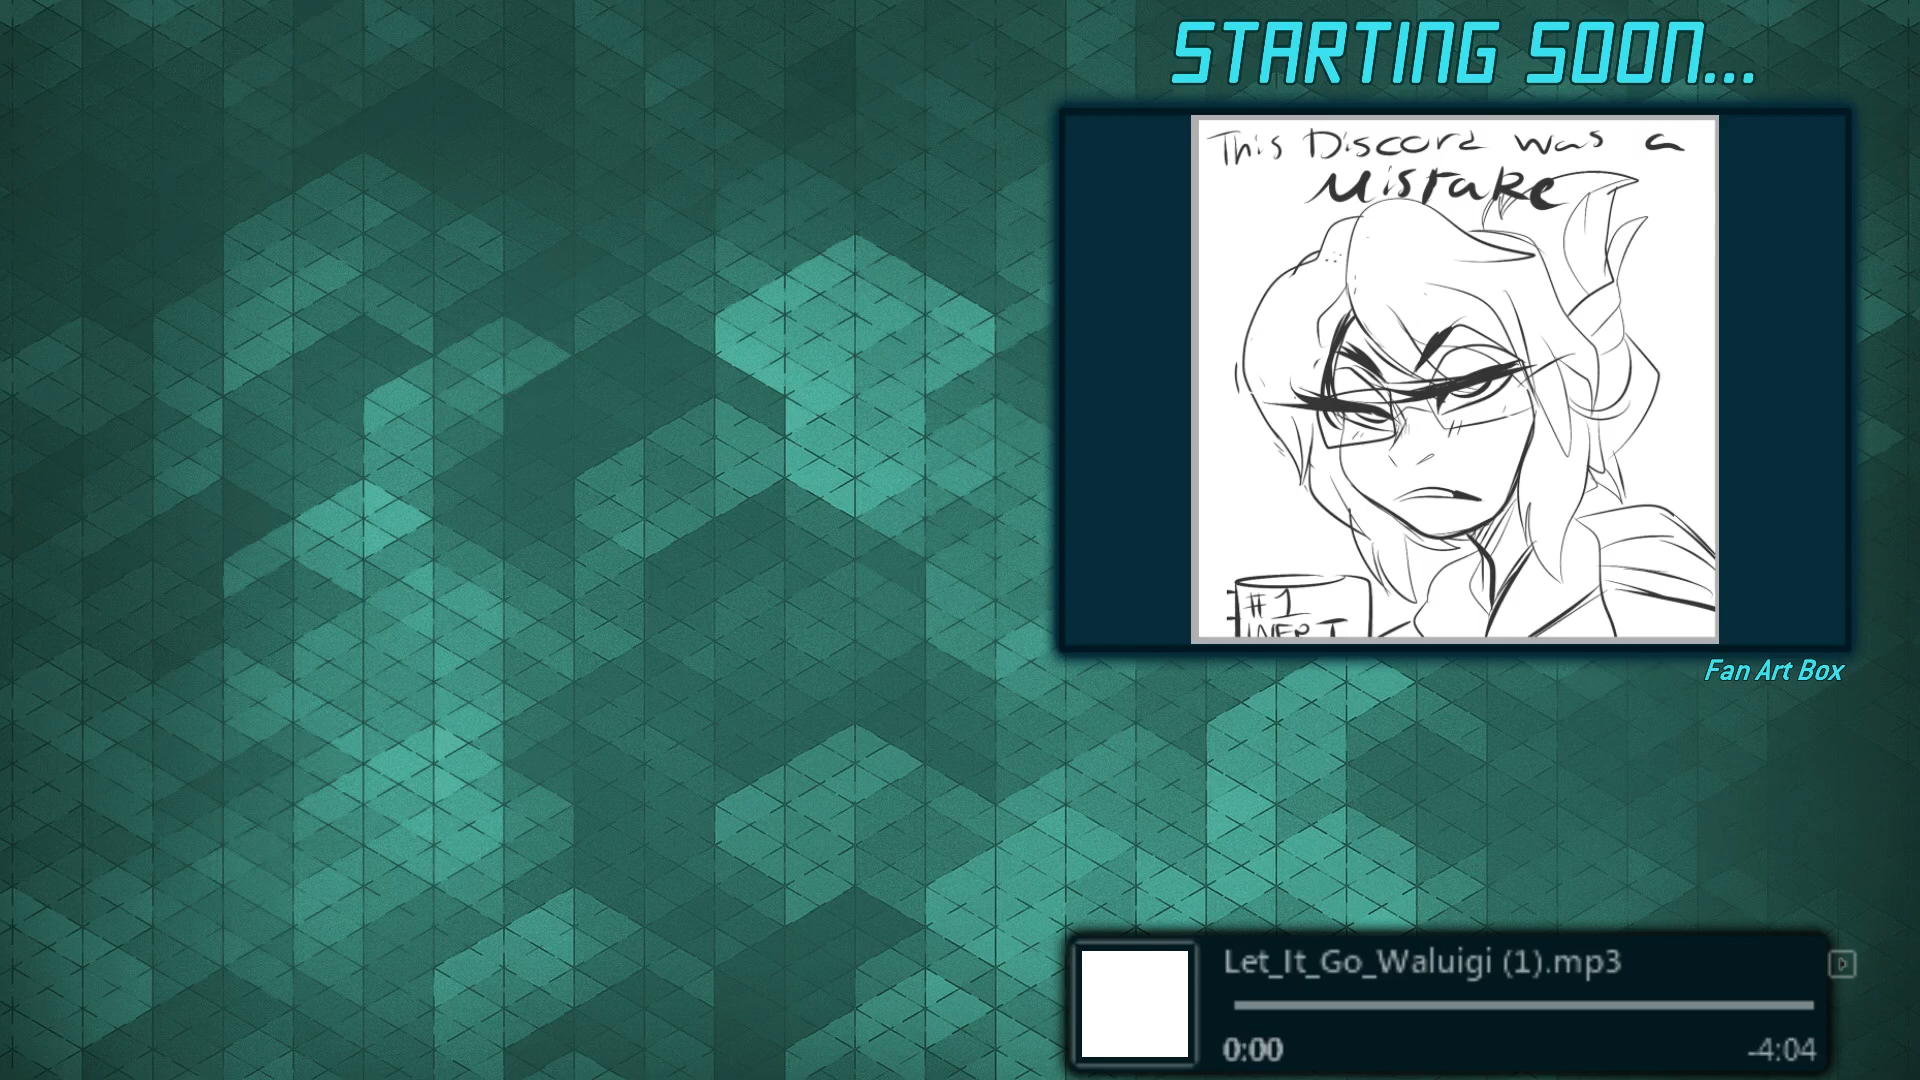 STARTING SOON...
This Discord was a
Mistake
#1
Fan Art Box
Let_It_Go_Waluigi (1).mp3
0:00
-4:04